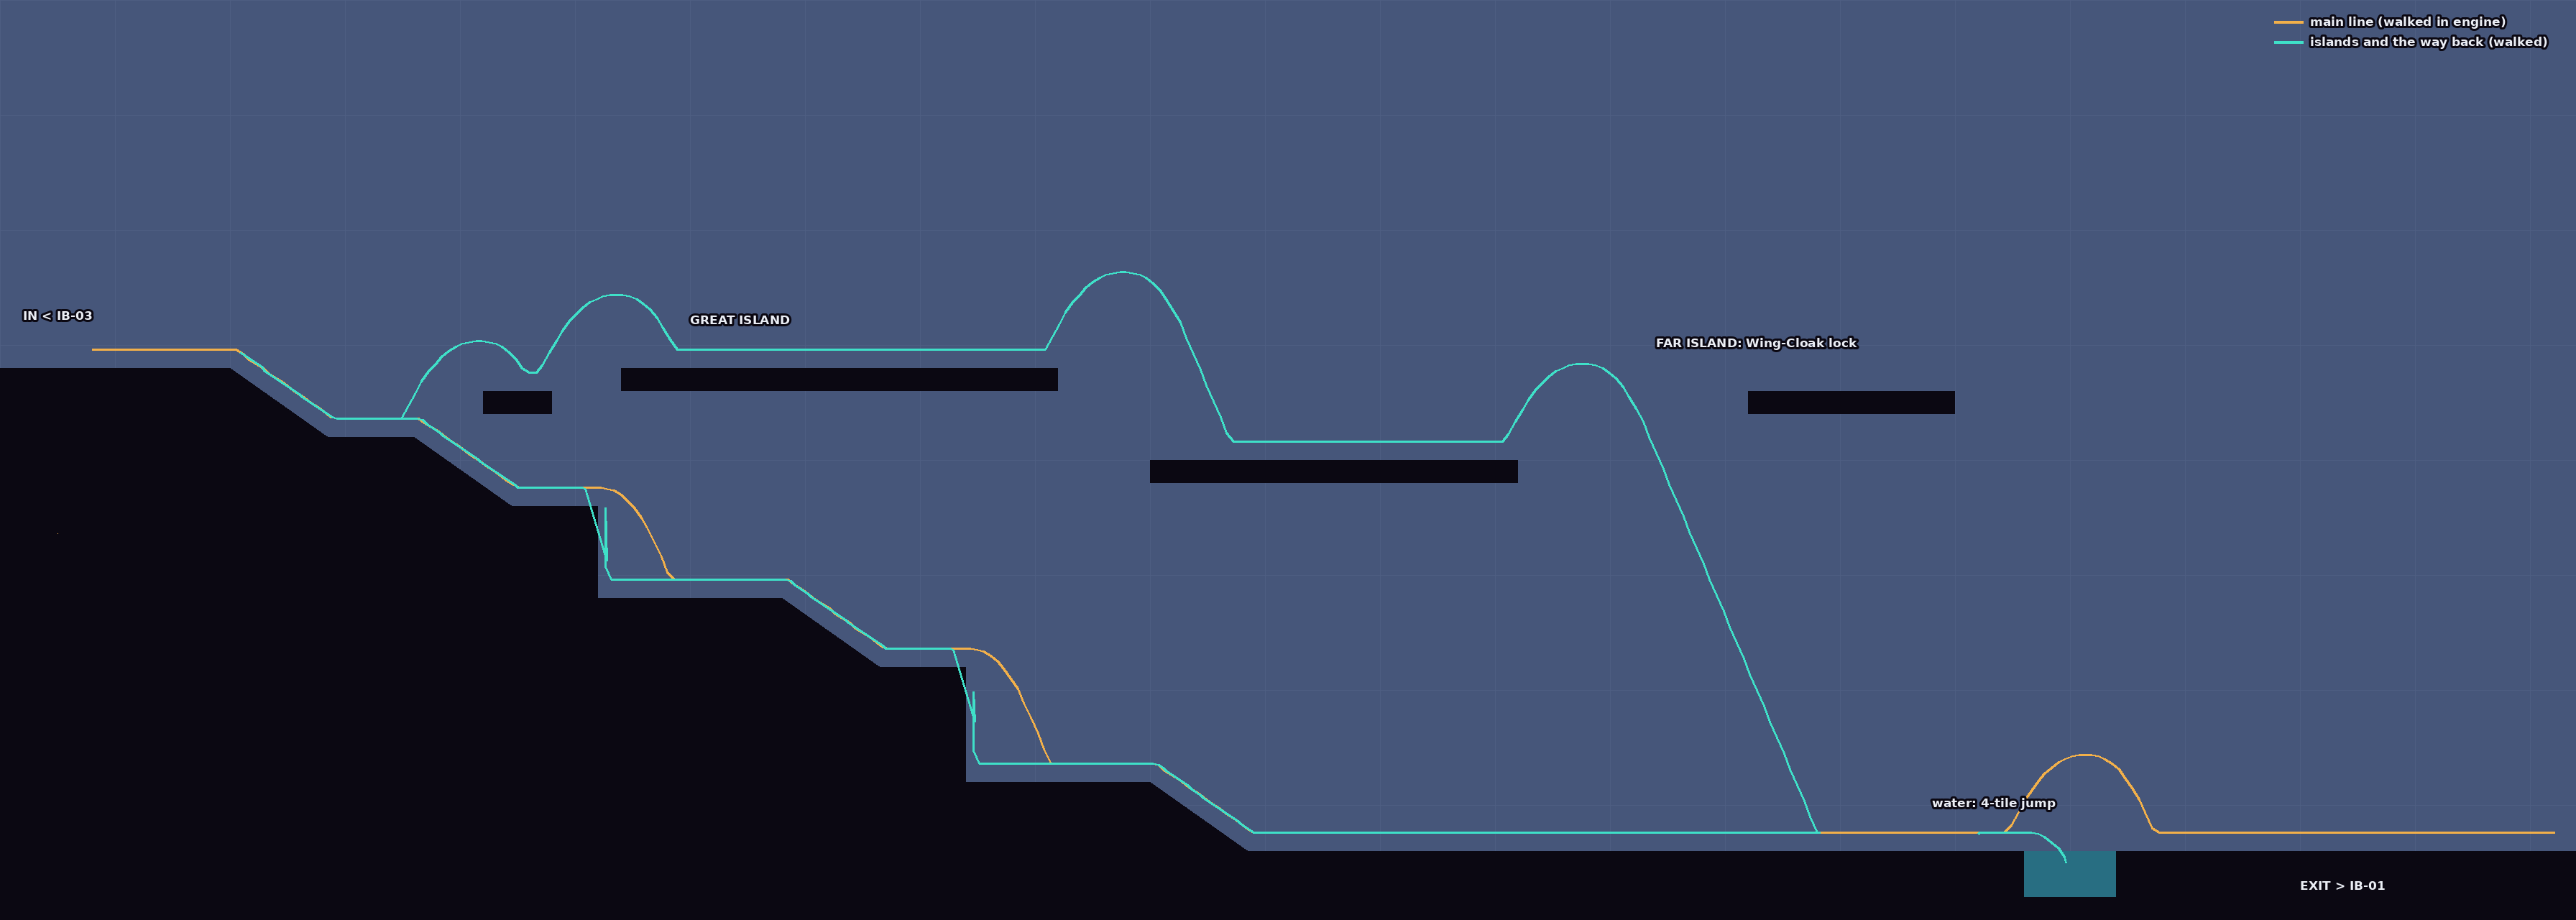 main line (walked in engine)
islands and the way back (walked)
IN < IB-03
GREAT ISLAND
FAR ISLAND: Wing-Cloak lock
water: 4-tile jump
EXIT > IB-01